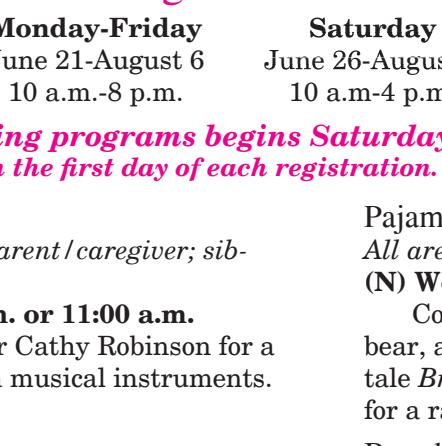 Monday-Friday
June 21-August 6
10 a.m.-8 p.m.
Saturday
June 26-Augus
10 a.m-4 p.m
ing programs begins Saturday
the first day of each registration.
arent/caregiver; sib-
m. or 11:00 a.m.
Cathy Robinson for a
musical instruments.
Pajam
All are
(N) W
Co
bear, a
tale Br
for a r